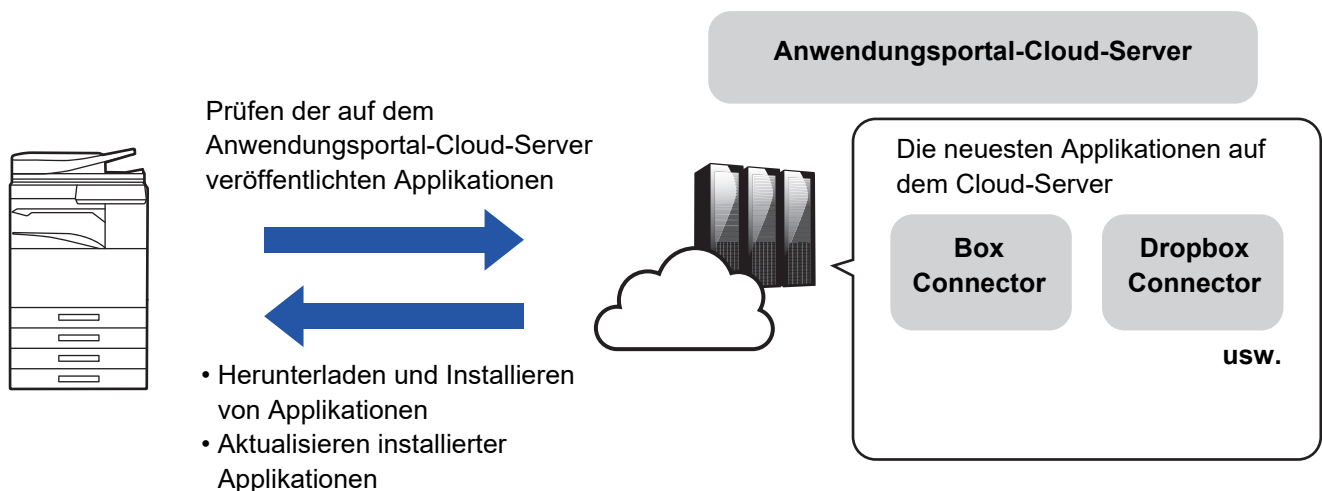 Anwendungsportal-Cloud-Server
Prüfen der auf dem
Anwendungsportal-Cloud-Server
veröffentlichten Applikationen
Die neuesten Applikationen auf
dem Cloud-Server
Box
Connector
Dropbox
Connector
usw.
• Herunterladen und Installieren
von Applikationen
• Aktualisieren installierter
Applikationen